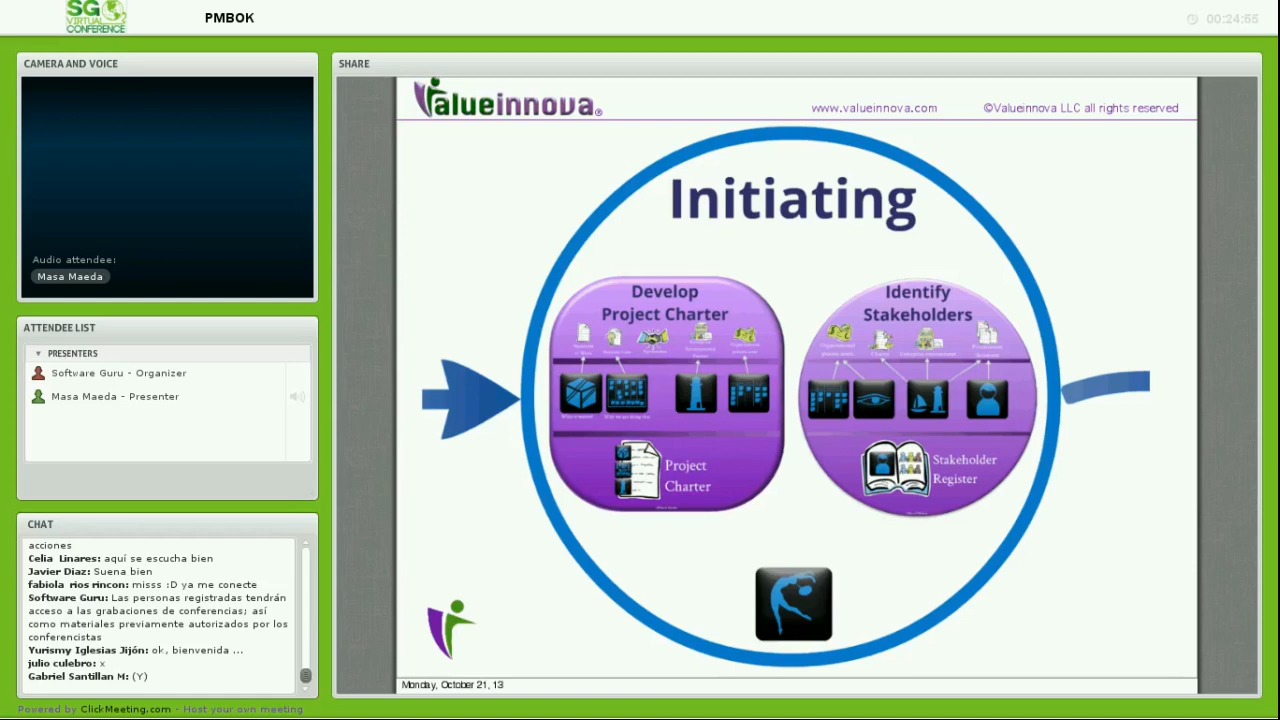 SG
VIRTUAL
CONFERENCE
PMBOK
00:24:55
CAMERA AND VOICE
Audio attendee:
Masa Maeda
ATTENDEE LIST
PRESENTERS
Software Guru - Organizer
Masa Maeda - Presenter
CHAT
acciones
Celia Linares: aquí se escucha bien
Javier Diaz: Suena bien
fabiola rios rincon: misss :D ya me conecte
Software Guru: Las personas registradas tendrán
acceso a las grabaciones de conferencias; así
como materiales previamente autorizados por los
conferencistas
Yurismy Iglesias Jijón: ok, bienvenida ...
julio culebro: x
Gabriel Santillan M: (Y)
SHARE
Valueinnova®
www.valueinnova.com
©Valueinnova LLC all rights reserved
Initiating
Develop
Project Charter
Project
Charter
Identify
Stakeholders
Stakeholder
Register
Monday, October 21, 13
Powered by ClickMeeting.com - Host your own meeting